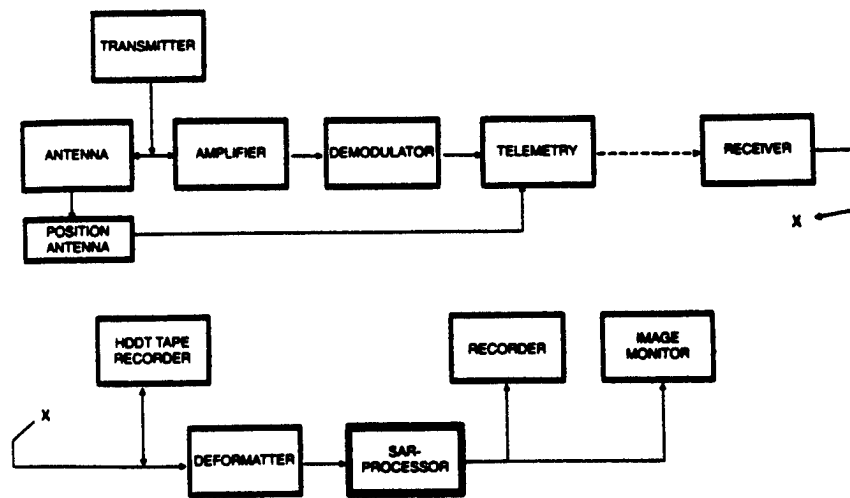 TRANSMITTER
ANTENNA
AMPLIFIER
DEMODULATOR
TELEMETRY
RECEIVER
POSITION
ANTENNA
X
HDDT TAPE
RECORDER
RECORDER
IMAGE
MONITOR
X
DEFORMATTER
SAR-
PROCESSOR